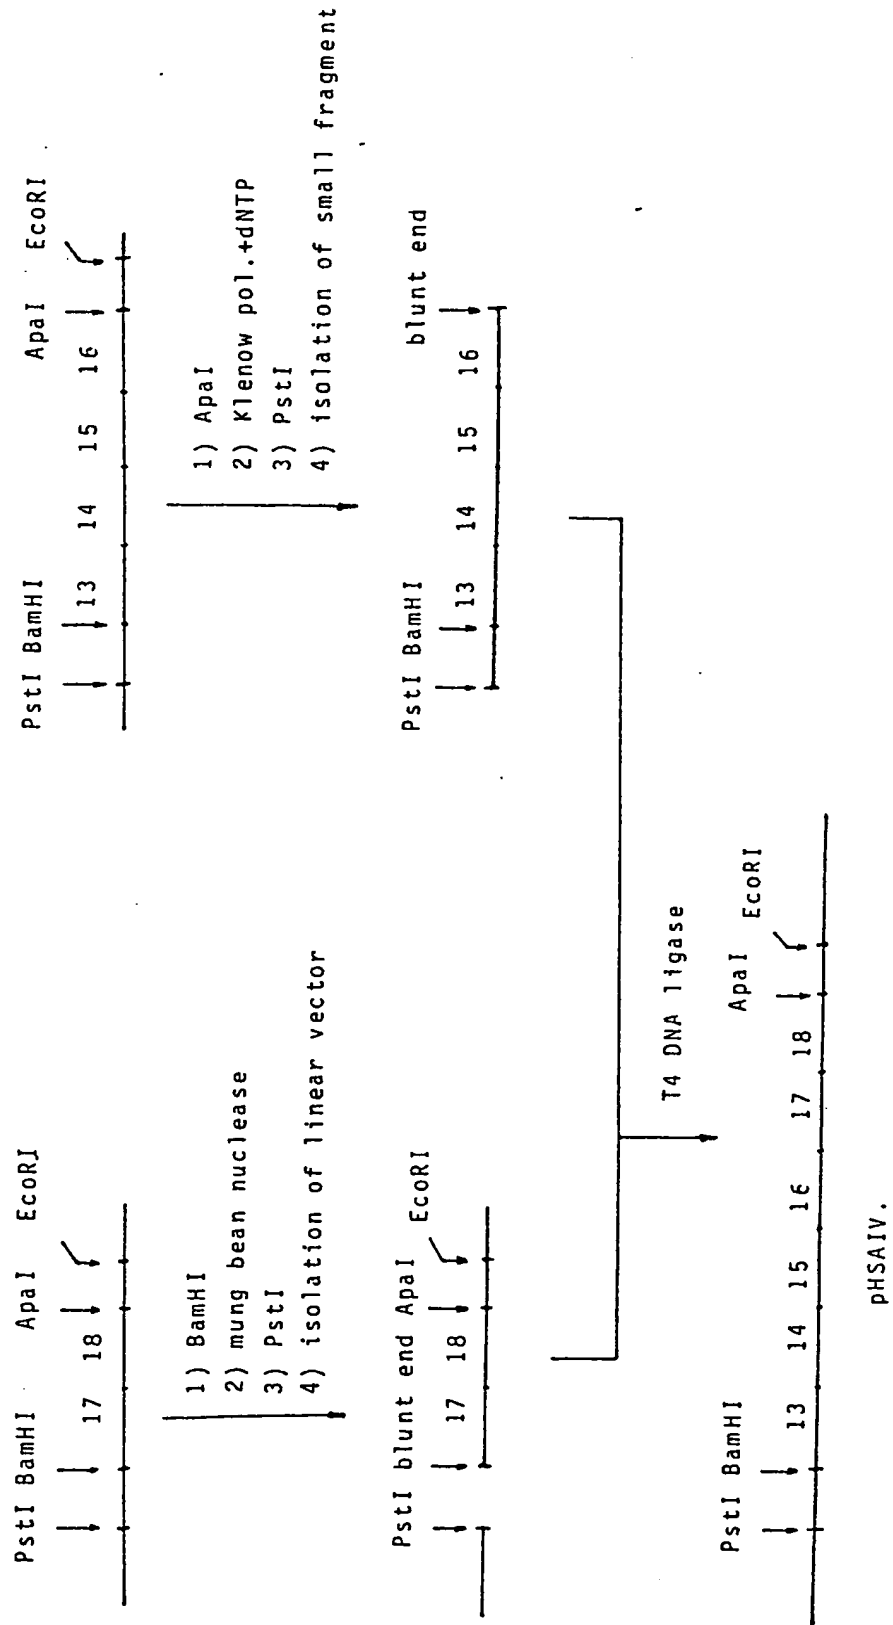 PstI BamHI ApaI EcoRI
17 18
1) BamHI
2) mung bean nuclease
3) PstI
4) isolation of linear vector
PstI blunt end ApaI EcoRI
17 18
PstI BamHI ApaI EcoRI
13 14 15 16
1) ApaI
2) Klenow pol.+dNTP
3) PstI
4) isolation of small fragment
PstI BamHI blunt end
13 14 15 16
T4 DNA ligase
PstI BamHI ApaI EcoRI
13 14 15 16 17 18
pHSAIV.